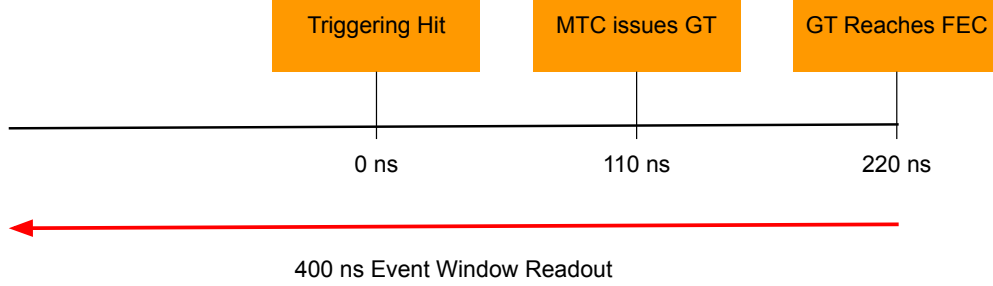 Triggering Hit
MTC issues GT
GT Reaches FEC
0 ns
110 ns
220 ns
400 ns Event Window Readout